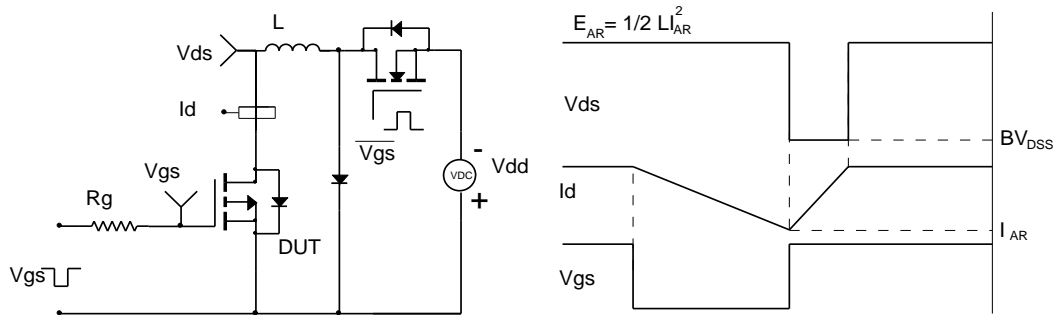 L
Vds
Id
Vgs
Vgs
Rg
DUT
Vgs
-
VDC
+
Vdd
E_AR = 1/2 LI_AR^2
Vds
BV_DSS
Id
I_AR
Vgs